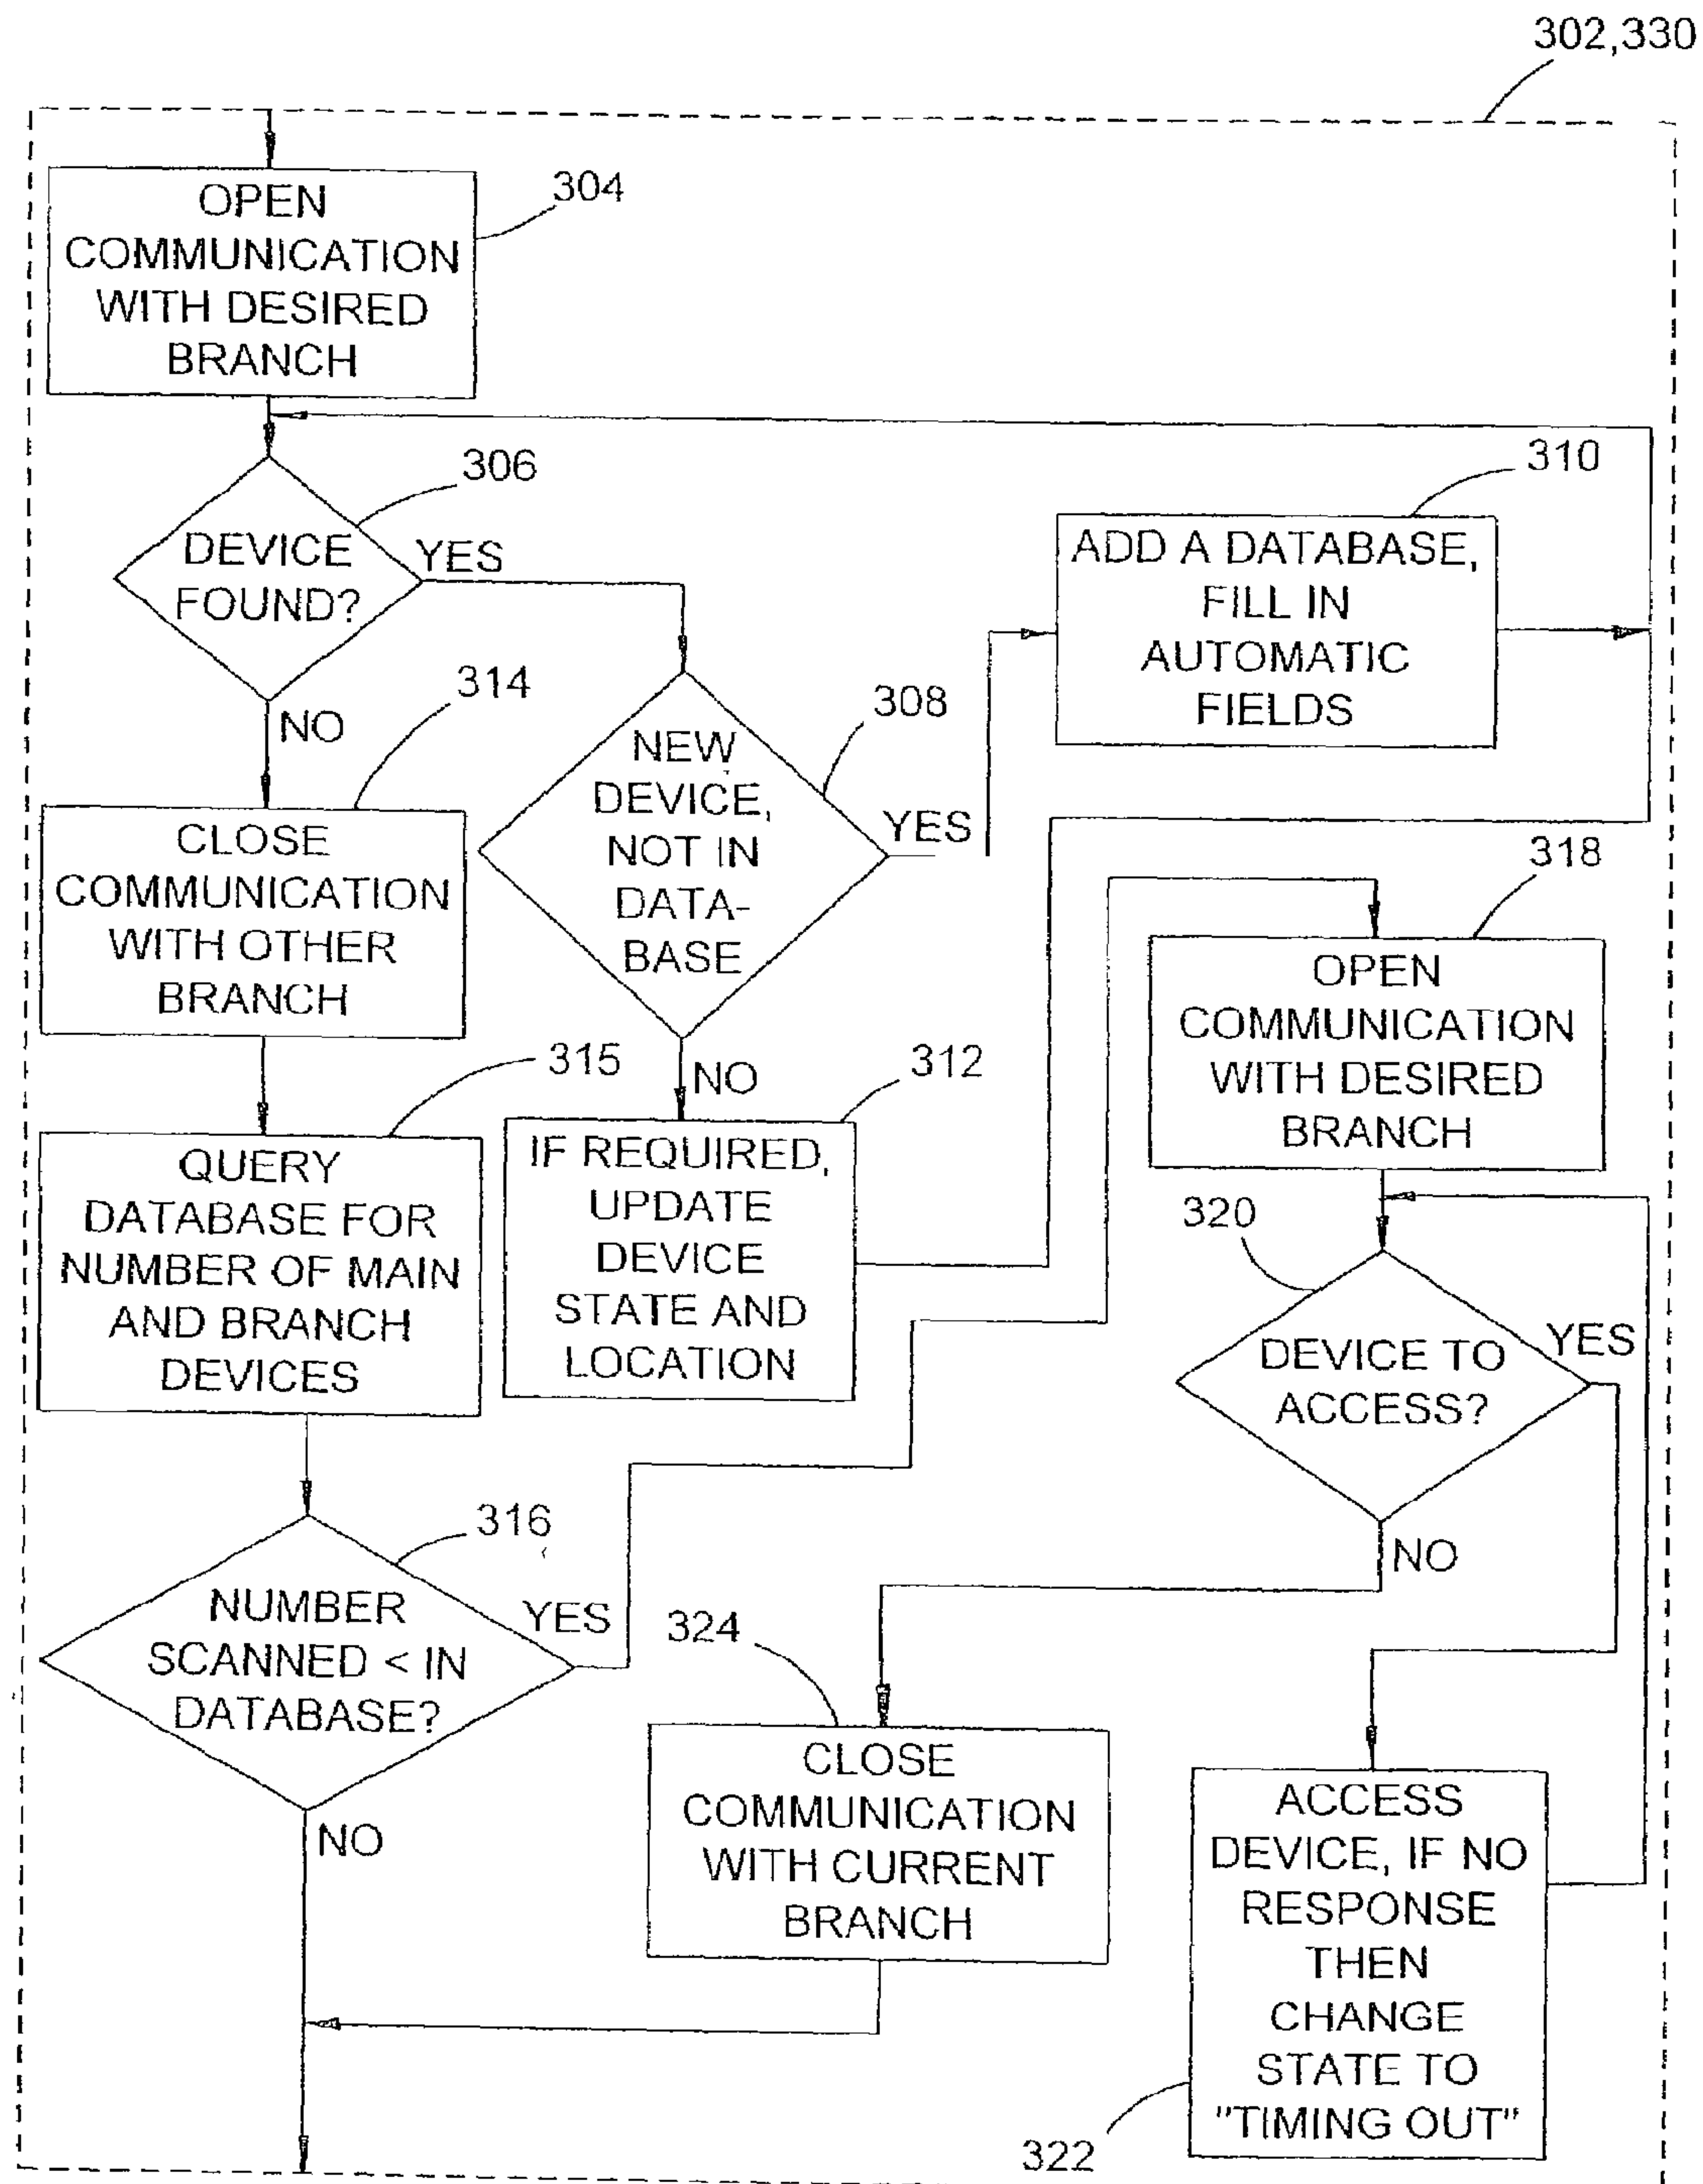 302,330
OPEN
COMMUNICATION
WITH DESIRED
BRANCH
304
306
DEVICE
FOUND?
YES
NO
310
ADD A DATABASE,
FILL IN
AUTOMATIC
FIELDS
314
CLOSE
COMMUNICATION
WITH OTHER
BRANCH
308
NEW
DEVICE,
NOT IN
DATA-
BASE
YES
NO
318
OPEN
COMMUNICATION
WITH DESIRED
BRANCH
315
QUERY
DATABASE FOR
NUMBER OF MAIN
AND BRANCH
DEVICES
312
IF REQUIRED,
UPDATE
DEVICE
STATE AND
LOCATION
320
DEVICE TO
ACCESS?
YES
NO
316
NUMBER
SCANNED < IN
DATABASE?
YES
NO
324
CLOSE
COMMUNICATION
WITH CURRENT
BRANCH
ACCESS
DEVICE, IF NO
RESPONSE
THEN
CHANGE
STATE TO
"TIMING OUT"
322